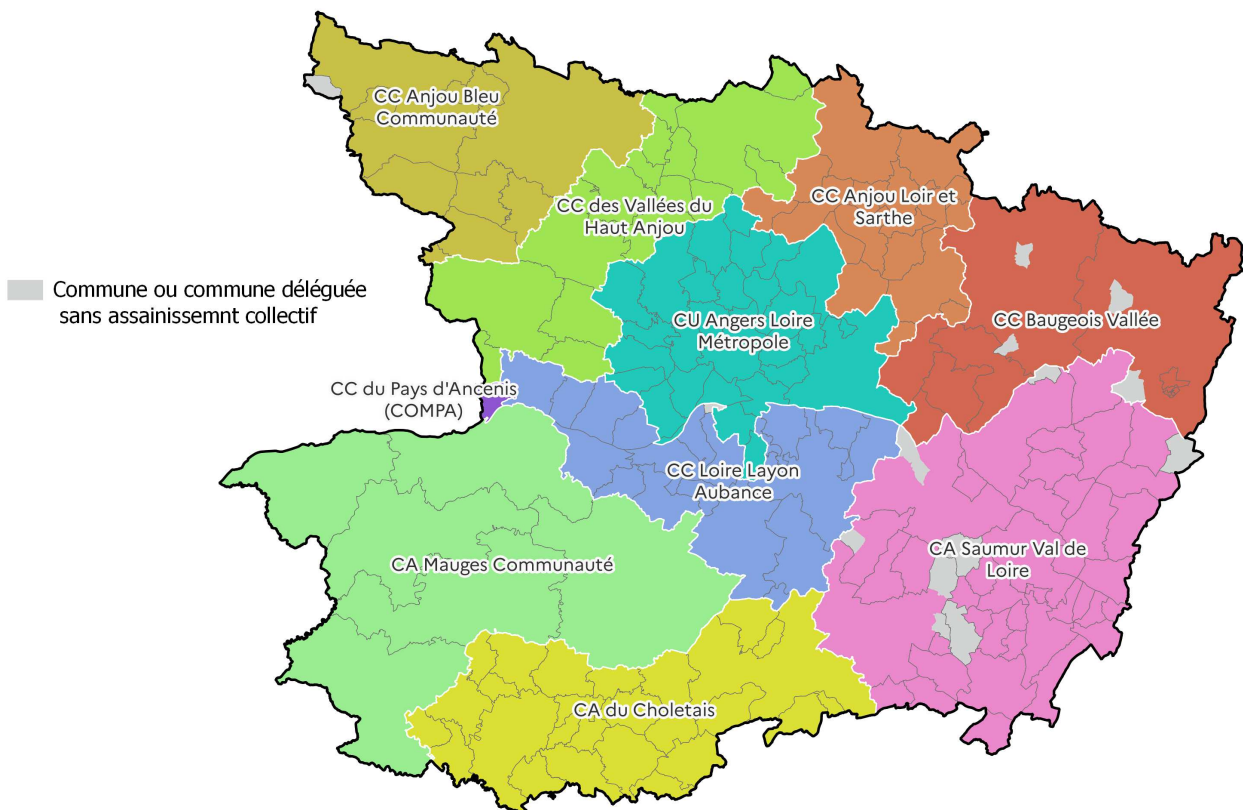 CC Anjou Bleu
Communauté
CC des Vallées du
Haut Anjou
CC Anjou Loir et
Sarthe
Commune ou commune déléguée
sans assainissemnt collectif
CU Angers Loire
Métropole
CC Baugeois Vallée
CC du Pays d'Ancenis
(COMPA)
CC Loire Layon
Aubance
CA Mauges Communauté
CA Saumur Val de
Loire
CA du Choletais